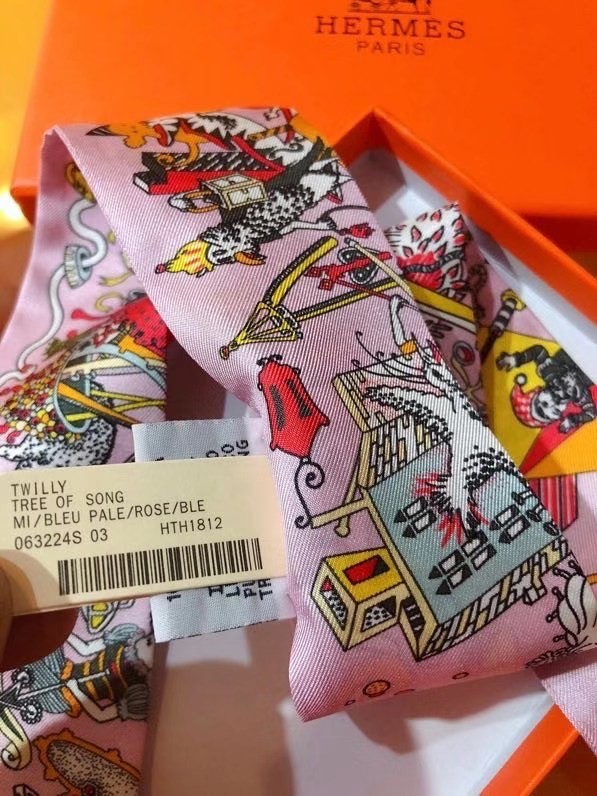 HERMES
PARIS
TWILLY
TREE OF SONG
MI/BLEU PALE/ROSE/BLE
063224S 03 HTH1812